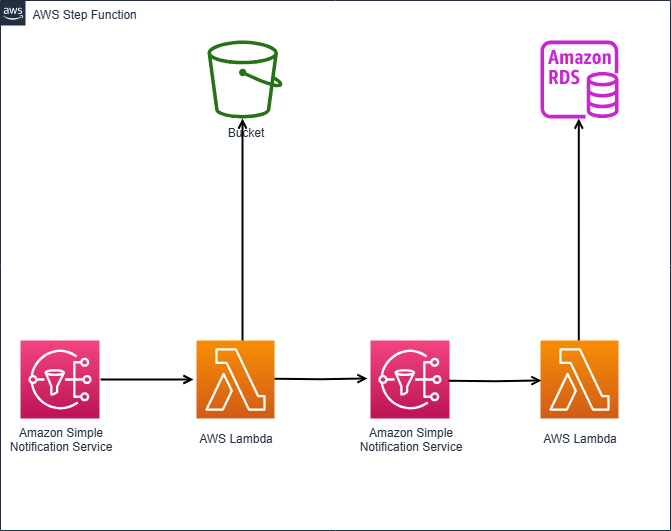 aws
AWS Step Function
Amazon
RDS
Bucket
Amazon Simple
Notification Service
AWS Lambda
Amazon Simple
Notification Service
AWS Lambda